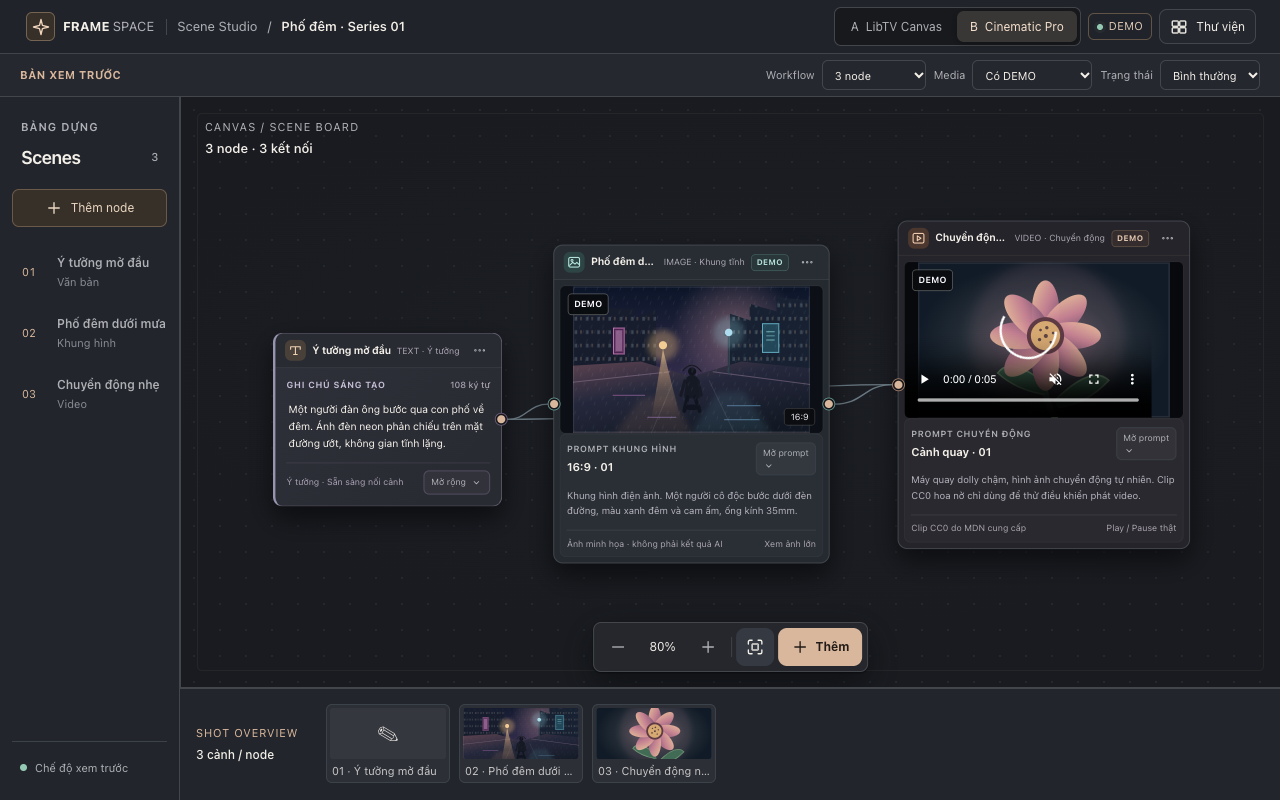 FRAME SPACE
Scene Studio / Phố đêm · Series 01
A LibTV Canvas
B Cinematic Pro
DEMO
Thư viện
BẢN XEM TRƯỚC
Workflow
3 node
Media
Có DEMO
Trạng thái
Bình thường
BẢNG DỰNG
Scenes
3
Thêm node
01
Ý tưởng mở đầu
Văn bản
02
Phố đêm dưới mưa
Khung hình
03
Chuyển động nhẹ
Video
Chế độ xem trước
CANVAS / SCENE BOARD
3 node · 3 kết nối
Ý tưởng mở đầu
TEXT · Ý tưởng
GHI CHÚ SÁNG TẠO
108 ký tự
Một người đàn ông bước qua con phố về
đêm. Ánh đèn neon phản chiếu trên mặt
đường ướt, không gian tĩnh lặng.
Ý tưởng · Sẵn sàng nối cảnh
Mở rộng
Phố đêm d...
IMAGE · Khung tĩnh
DEMO
DEMO
16:9
PROMPT KHUNG HÌNH
16:9 · 01
Mở prompt
Khung hình điện ảnh. Một người cô độc bước dưới đèn
đường, màu xanh đêm và cam ấm, ống kính 35mm.
Ảnh minh họa · không phải kết quả AI
Xem ảnh lớn
Chuyển độn...
VIDEO · Chuyển động
DEMO
DEMO
0:00 / 0:05
PROMPT CHUYỂN ĐỘNG
Cảnh quay · 01
Mở prompt
Máy quay dolly chậm, hình ảnh chuyển động tự nhiên. Clip
CC0 hoa nở chỉ dùng để thử điều khiển phát video.
Clip CC0 do MDN cung cấp
Play / Pause thật
80%
Thêm
SHOT OVERVIEW
3 cảnh / node
01 · Ý tưởng mở đầu
02 · Phố đêm dưới ...
03 · Chuyển động n...